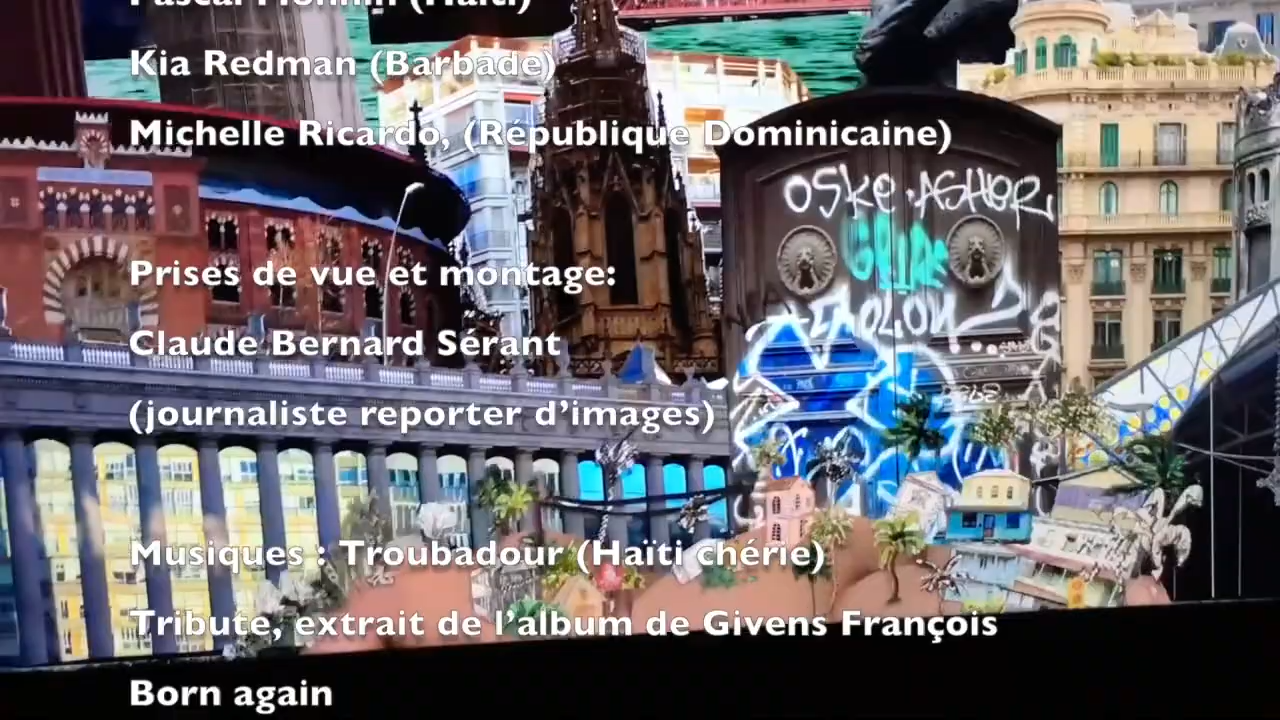 Kia Redman (Barbade)
Michelle Ricardo, (République Dominicaine)
OSKE · ASHER
Prises de vue et montage:
Claude Bernard Sérant
(journaliste reporter d’images)
Musiques : Troubadour (Haïti chérie)
Tribute, extrait de l’album de Givens François
Born again